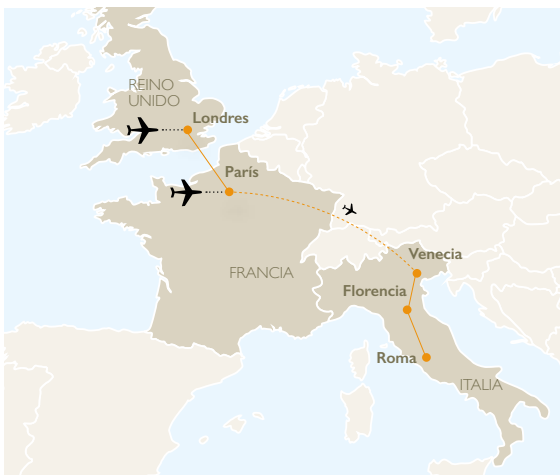 REINO
UNIDO
Londres
París
FRANCIA
Venecia
Florencia
Roma
ITALIA